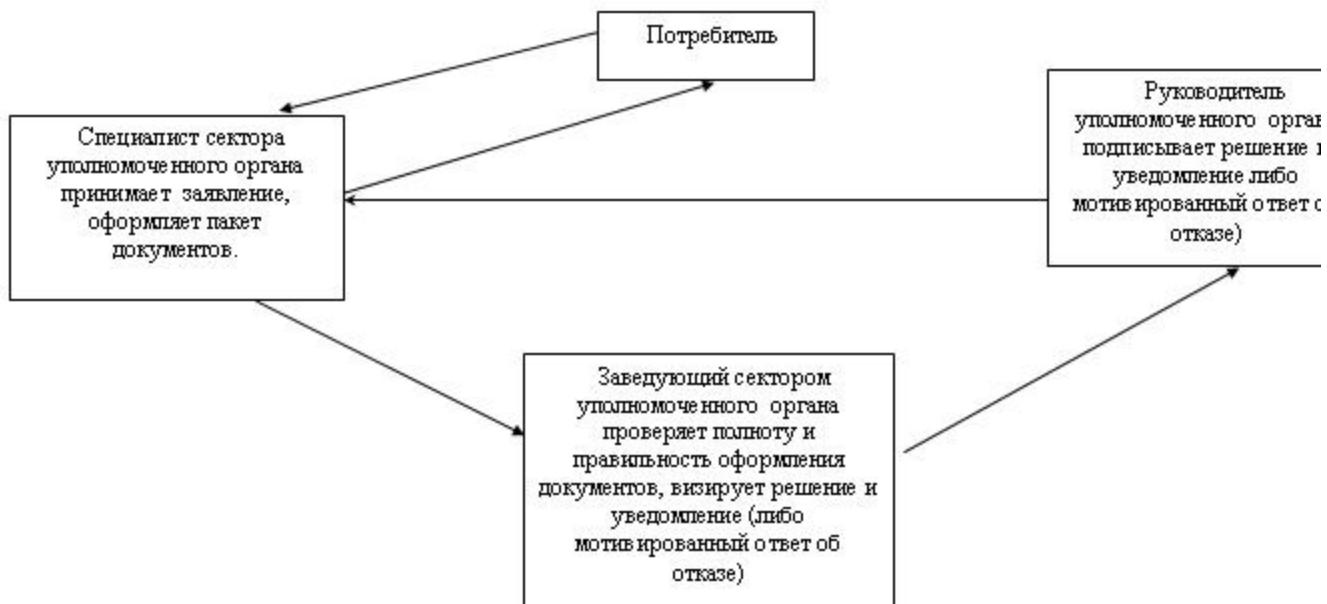 Потребитель
Специалист сектора
уполномоченного органа
принимает заявление,
оформляет пакет
документов.
Руководитель
уполномоченного орган
подписывает решение и
уведомление либо
мотивированный ответ о
отказе)
Заведующий сектором
уполномоченного органа
проверяет полноту и
правильность оформления
документов, визирует решение и
уведомление (либо
мотивированный ответ об
отказе)